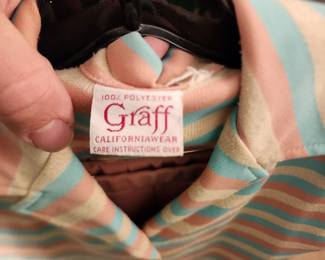 100% POLYESTER
Graff
CALIFORNIAWEAR
CARE INSTRUCTIONS OVER